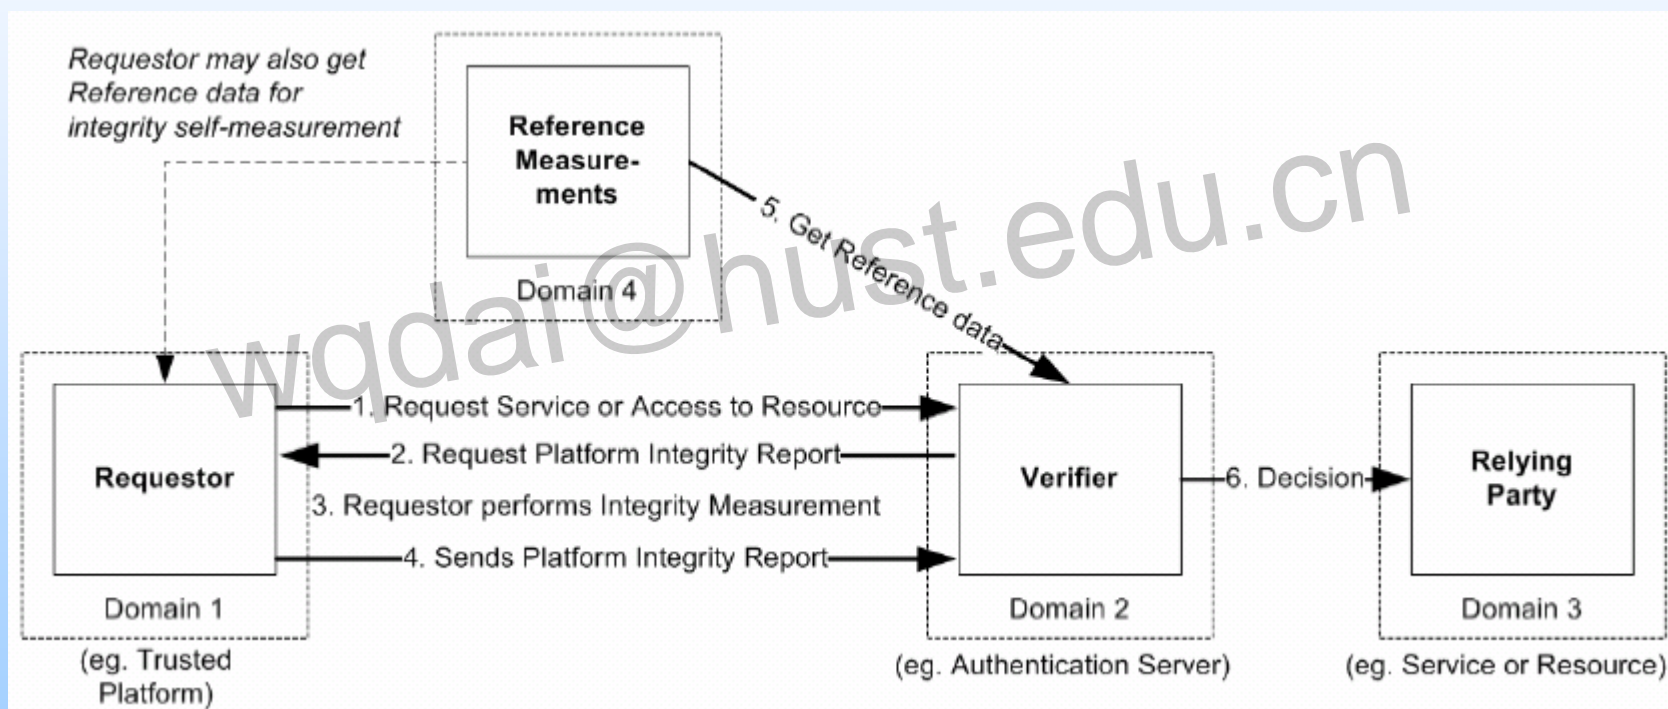 Requestor may also get
Reference data for
integrity self-measurement
Reference
Measure-
ments
Domain 4
5. Get Reference data
wqdai@hust.edu.cn
1. Request Service or Access to Resource
2. Request Platform Integrity Report
3. Requestor performs Integrity Measurement
4. Sends Platform Integrity Report
Requestor
Domain 1
(eg. Trusted
Platform)
Verifier
Domain 2
(eg. Authentication Server)
6. Decision
Relying
Party
Domain 3
(eg. Service or Resource)